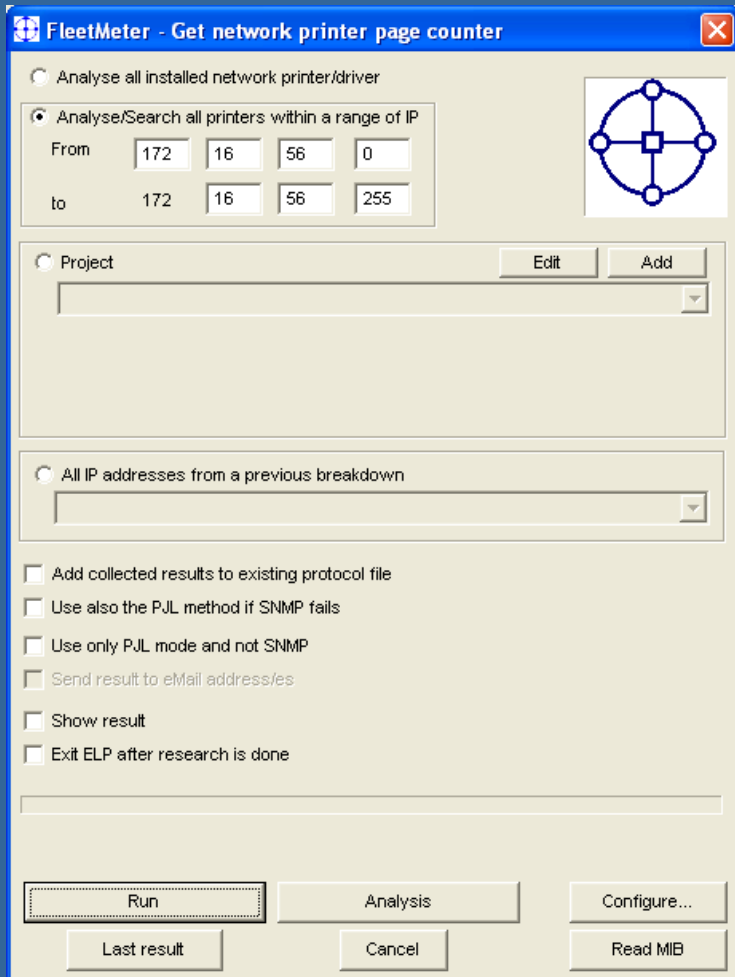 FleetMeter - Get network printer page counter
Analyse all installed network printer/driver
Analyse/Search all printers within a range of IP
From 172 16 56 0
to 172 16 56 255
Project Edit Add
All IP addresses from a previous breakdown
Add collected results to existing protocol file
Use also the PJL method if SNMP fails
Use only PJL mode and not SNMP
Send result to eMail address/es
Show result
Exit ELP after research is done
Run Analysis Configure...
Last result Cancel Read MIB